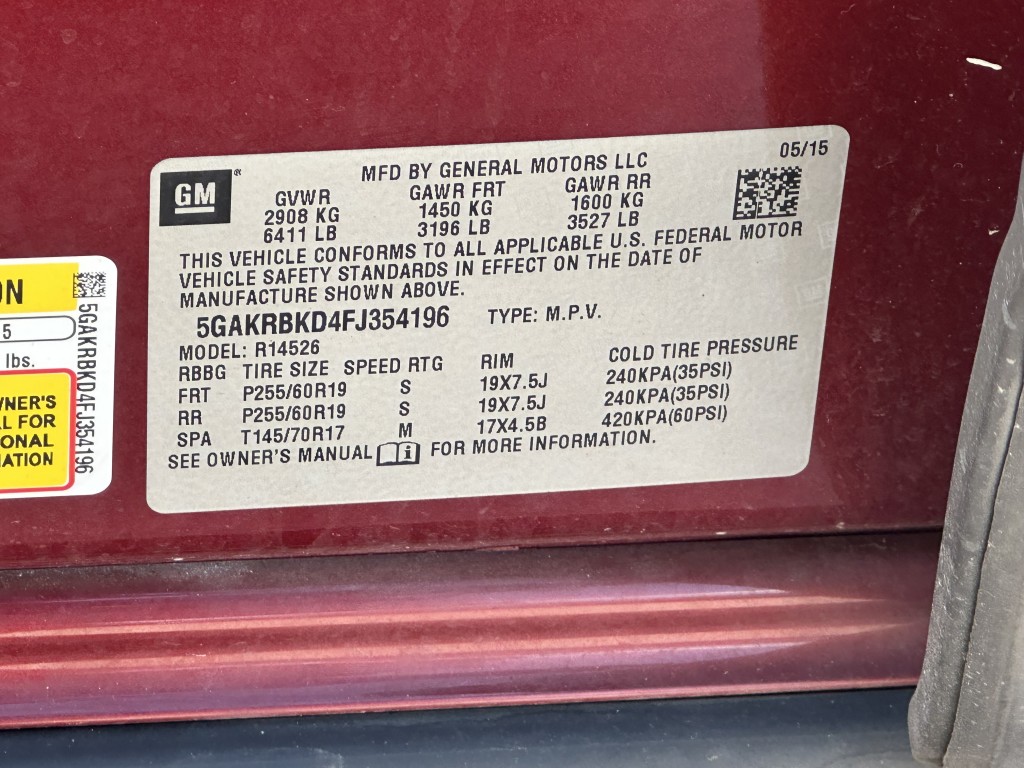 GM
MFD BY GENERAL MOTORS LLC 05/15
GVWR GAWR FRT GAWR RR
2908 KG 1450 KG 1600 KG
6411 LB 3196 LB 3527 LB
THIS VEHICLE CONFORMS TO ALL APPLICABLE U.S. FEDERAL MOTOR
VEHICLE SAFETY STANDARDS IN EFFECT ON THE DATE OF
MANUFACTURE SHOWN ABOVE.
5GAKRBKD4FJ354196 TYPE: M.P.V.
MODEL: R14526
RBBG TIRE SIZE SPEED RTG RIM COLD TIRE PRESSURE
FRT P255/60R19 S 19X7.5J 240KPA(35PSI)
RR P255/60R19 S 19X7.5J 240KPA(35PSI)
SPA T145/70R17 M 17X4.5B 420KPA(60PSI)
SEE OWNER'S MANUAL FOR MORE INFORMATION.
ON
5
lbs.
WNER'S
L FOR
ONAL
ATION
5GAKRBKD4FJ354196